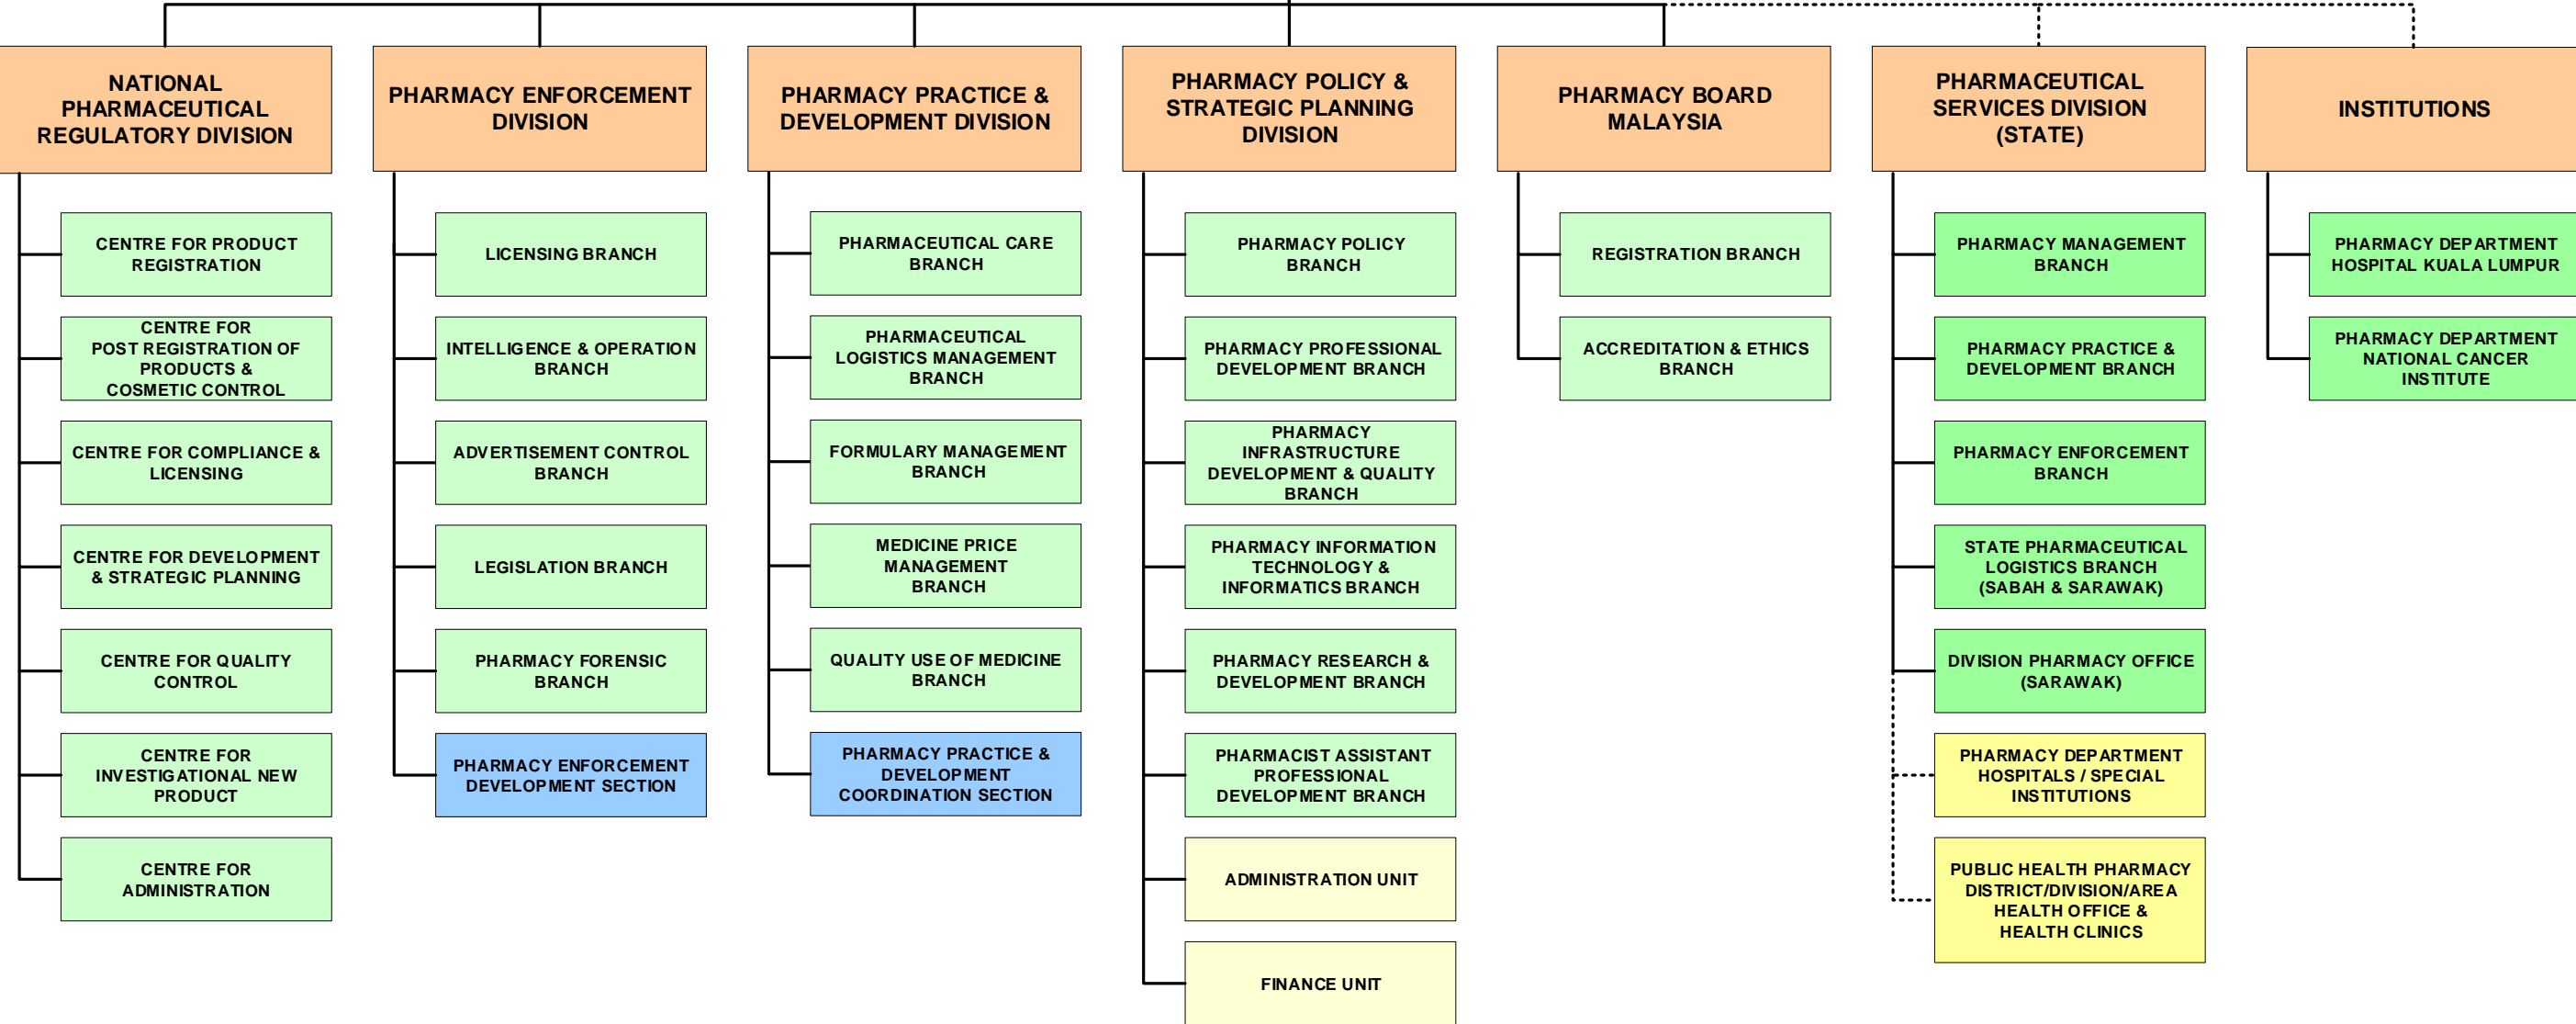 NATIONAL
PHARMACEUTICAL
REGULATORY DIVISION
CENTRE FOR PRODUCT
REGISTRATION
CENTRE FOR
POST REGISTRATION OF
PRODUCTS &
COSMETIC CONTROL
CENTRE FOR COMPLIANCE &
LICENSING
CENTRE FOR DEVELOPMENT
& STRATEGIC PLANNING
CENTRE FOR QUALITY
CONTROL
CENTRE FOR
INVESTIGATIONAL NEW
PRODUCT
CENTRE FOR
ADMINISTRATION
PHARMACY ENFORCEMENT
DIVISION
LICENSING BRANCH
INTELLIGENCE & OPERATION
BRANCH
ADVERTISEMENT CONTROL
BRANCH
LEGISLATION BRANCH
PHARMACY FORENSIC
BRANCH
PHARMACY ENFORCEMENT
DEVELOPMENT SECTION
PHARMACY PRACTICE &
DEVELOPMENT DIVISION
PHARMACEUTICAL CARE
BRANCH
PHARMACEUTICAL
LOGISTICS MANAGEMENT
BRANCH
FORMULARY MANAGEMENT
BRANCH
MEDICINE PRICE
MANAGEMENT
BRANCH
QUALITY USE OF MEDICINE
BRANCH
PHARMACY PRACTICE &
DEVELOPMENT
COORDINATION SECTION
PHARMACY POLICY &
STRATEGIC PLANNING
DIVISION
PHARMACY POLICY
BRANCH
PHARMACY PROFESSIONAL
DEVELOPMENT BRANCH
PHARMACY
INFRASTRUCTURE
DEVELOPMENT & QUALITY
BRANCH
PHARMACY INFORMATION
TECHNOLOGY &
INFORMATICS BRANCH
PHARMACY RESEARCH &
DEVELOPMENT BRANCH
PHARMACIST ASSISTANT
PROFESSIONAL
DEVELOPMENT BRANCH
ADMINISTRATION UNIT
FINANCE UNIT
PHARMACY BOARD
MALAYSIA
REGISTRATION BRANCH
ACCREDITATION & ETHICS
BRANCH
PHARMACEUTICAL
SERVICES DIVISION
(STATE)
PHARMACY MANAGEMENT
BRANCH
PHARMACY PRACTICE &
DEVELOPMENT BRANCH
PHARMACY ENFORCEMENT
BRANCH
STATE PHARMACEUTICAL
LOGISTICS BRANCH
(SABAH & SARAWAK)
DIVISION PHARMACY OFFICE
(SARAWAK)
PHARMACY DEPARTMENT
HOSPITALS / SPECIAL
INSTITUTIONS
PUBLIC HEALTH PHARMACY
DISTRICT/DIVISION/AREA
HEALTH OFFICE &
HEALTH CLINICS
INSTITUTIONS
PHARMACY DEPARTMENT
HOSPITAL KUALA LUMPUR
PHARMACY DEPARTMENT
NATIONAL CANCER
INSTITUTE